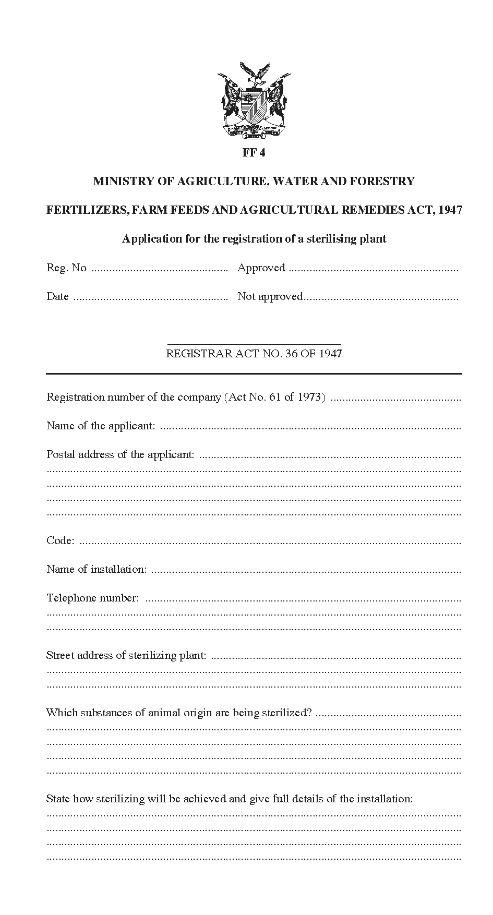 FF 4
MINISTRY OF AGRICULTURE, WATER AND FORESTRY
FERTILIZERS, FARM FEEDS AND AGRICULTURAL REMEDIES ACT, 1947
Application for the registration of a sterilising plant
Reg. No .............................................. Approved .........................................................
Date .................................................... Not approved....................................................
REGISTRAR ACT NO. 36 OF 1947
Registration number of the company (Act No. 61 of 1973) ............................................
Name of the applicant: .....................................................................................................
Postal address of the applicant: ........................................................................................
Code: ................................................................................................................................
Name of installation: ........................................................................................................
Telephone number: ..........................................................................................................
Street address of sterilizing plant: ....................................................................................
Which substances of animal origin are being sterilized? .................................................
State how sterilizing will be achieved and give full details of the installation: